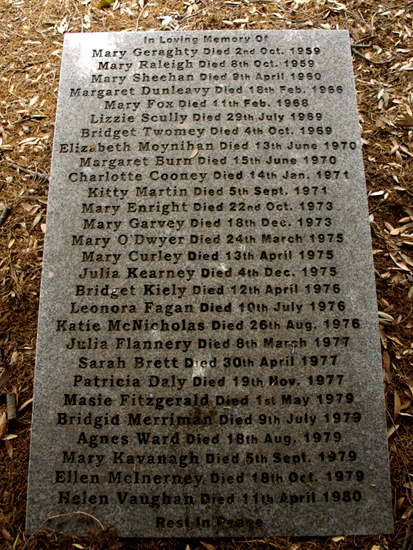 In Loving Memory Of
Mary Geraghty Died 2nd Oct. 1959
Mary Raleigh Died 8th Oct. 1959
Mary Sheehan Died 9th April 1960
Margaret Dunleavy Died 18th Feb. 1966
Mary Fox Died 11th Feb. 1968
Lizzie Scully Died 29th July 1969
Bridget Twomey Died 4th Oct. 1969
Elizabeth Moynihan Died 13th June 1970
Margaret Burn Died 15th June 1970
Charlotte Cooney Died 14th Jan. 1971
Kitty Martin Died 5th Sept. 1971
Mary Enright Died 22nd Oct. 1973
Mary Garvey Died 18th Dec. 1973
Mary O'Dwyer Died 24th March 1975
Mary Curley Died 13th April 1975
Julia Kearney Died 4th Dec. 1975
Bridget Kiely Died 12th April 1976
Leonora Fagan Died 10th July 1976
Katie McNicholas Died 26th Aug. 1976
Julia Flannery Died 8th March 1977
Sarah Brett Died 30th April 1977
Patricia Daly Died 19th Nov. 1977
Masie Fitzgerald Died 1st May 1979
Bridgid Merriman Died 9th July 1979
Agnes Ward Died 18th Aug. 1979
Mary Kavanagh Died 5th Sept. 1979
Ellen McInerney Died 18th Oct. 1979
Helen Vaughan Died 11th April 1980
Rest In Peace